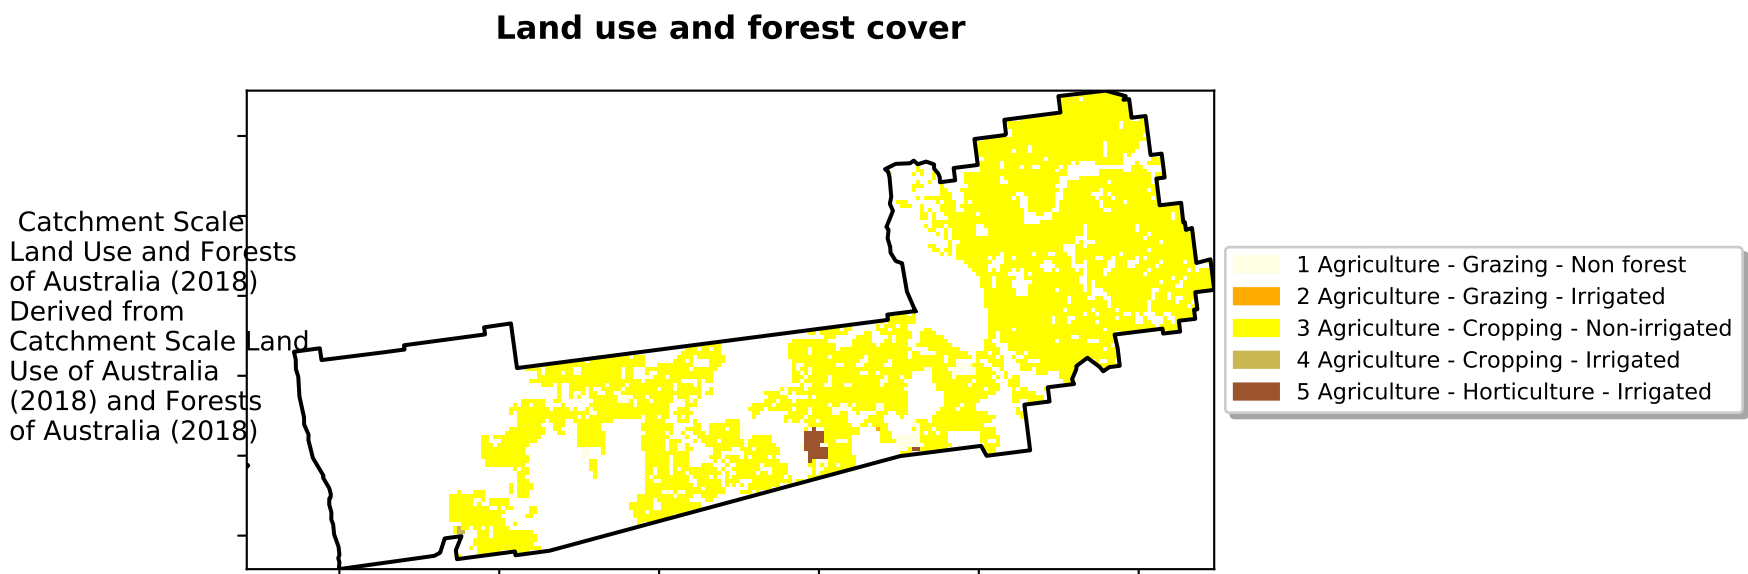 Land use and forest cover
Catchment Scale
Land Use and Forests
of Australia (2018)
Derived from
Catchment Scale Land
Use of Australia
(2018) and Forests
of Australia (2018)
1 Agriculture - Grazing - Non forest
2 Agriculture - Grazing - Irrigated
3 Agriculture - Cropping - Non-irrigated
4 Agriculture - Cropping - Irrigated
5 Agriculture - Horticulture - Irrigated